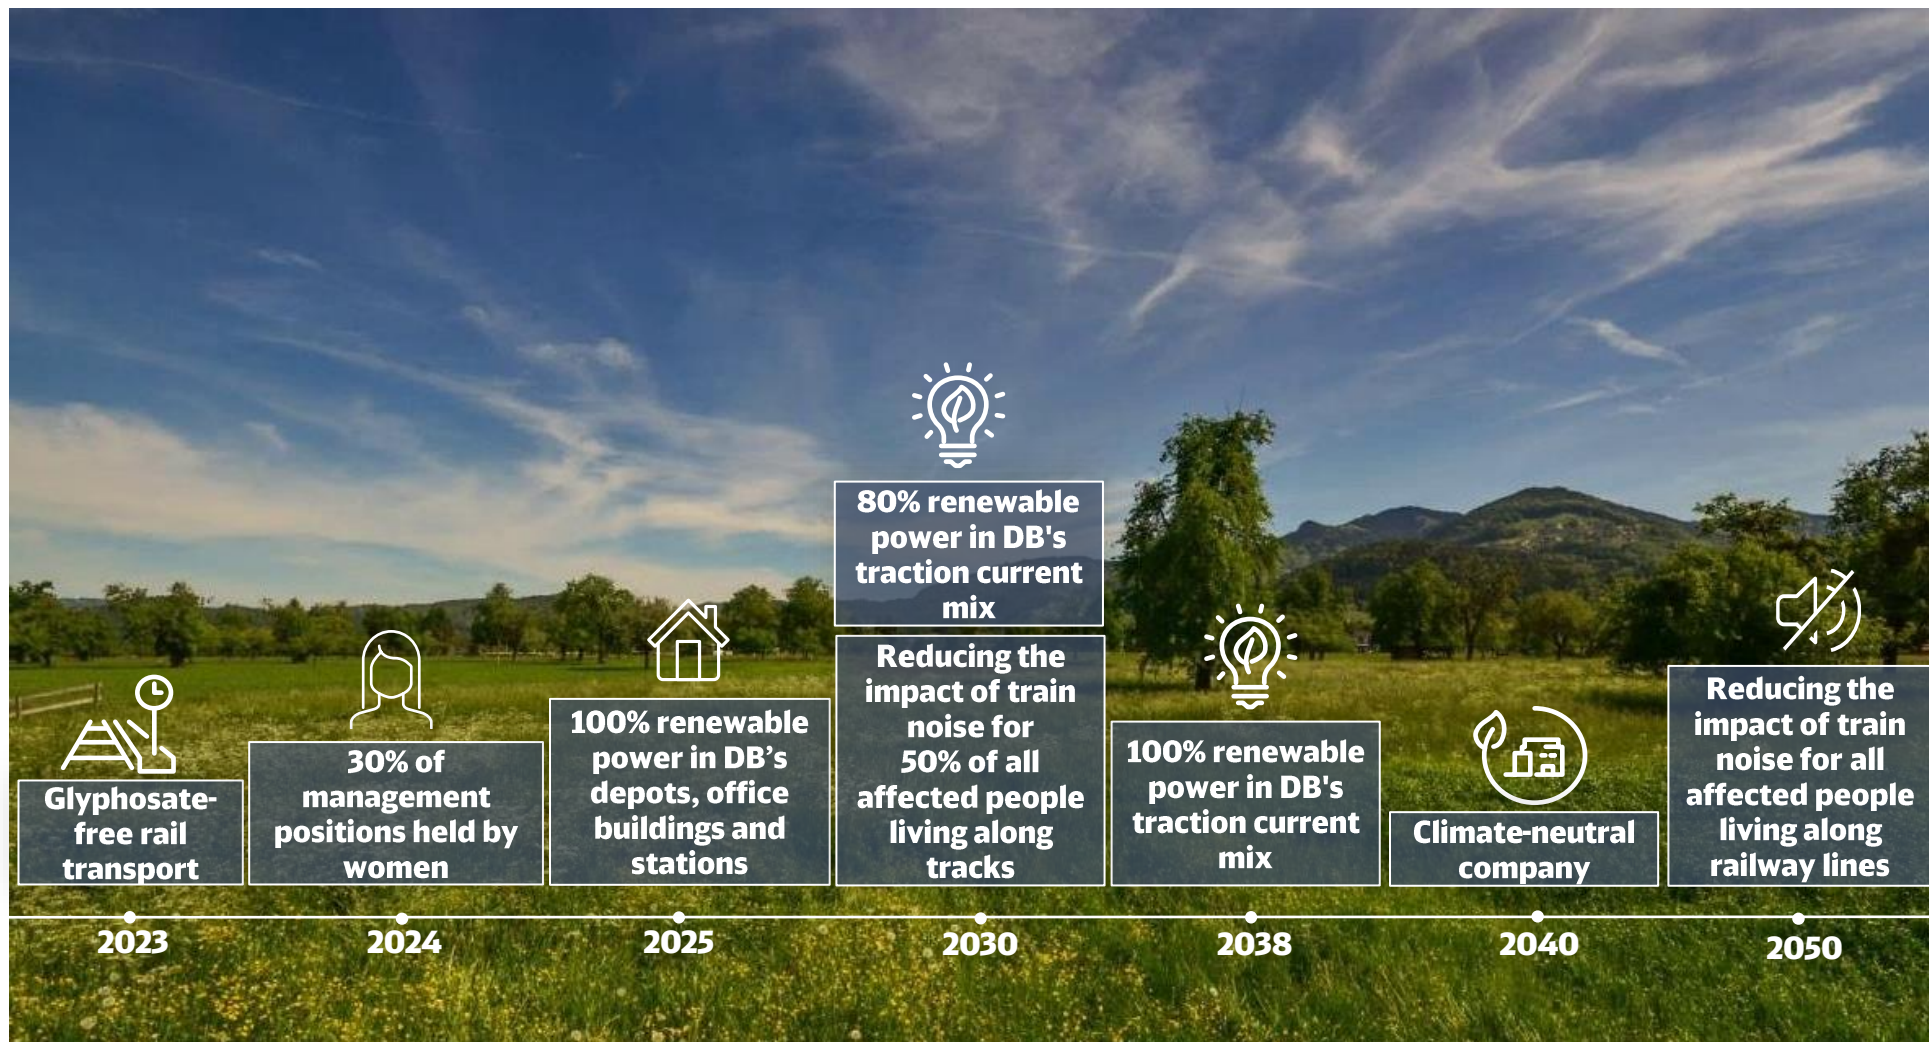 Glyphosate-
free rail
transport
2023
30% of
management
positions held by
women
2024
100% renewable
power in DB’s
depots, office
buildings and
stations
2025
80% renewable
power in DB's
traction current
mix
Reducing the
impact of train
noise for
50% of all
affected people
living along
tracks
2030
100% renewable
power in DB's
traction current
mix
2038
Climate-neutral
company
2040
Reducing the
impact of train
noise for all
affected people
living along
railway lines
2050